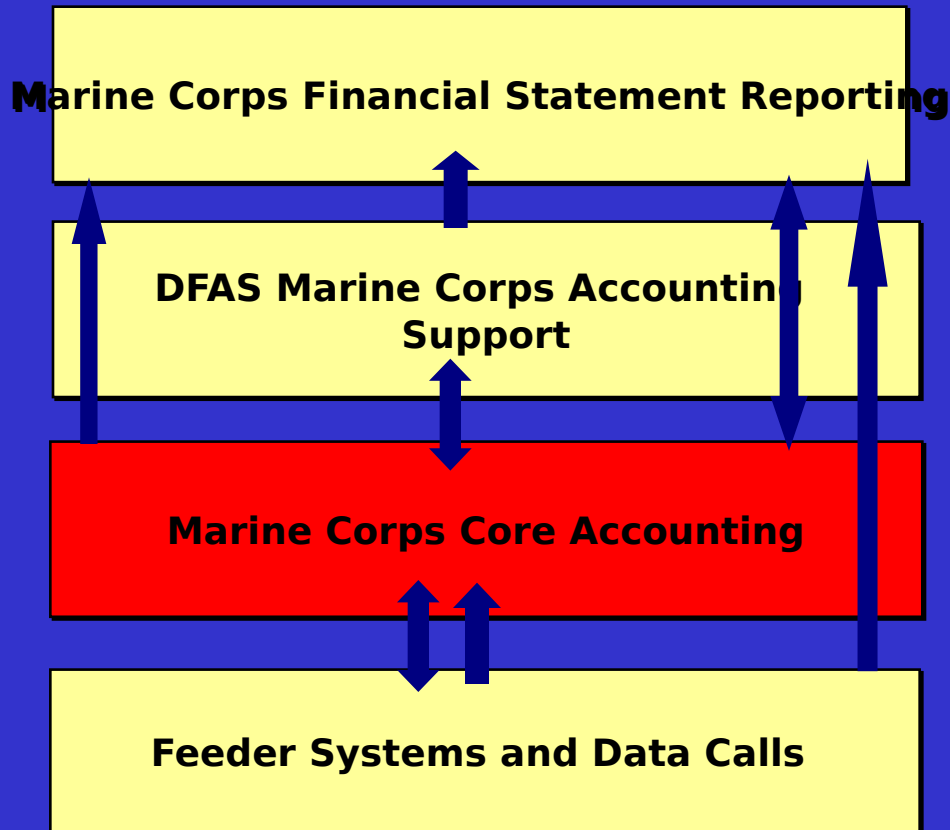 Marine Corps Financial Statement Reporting
DFAS Marine Corps Accounting
Support
Marine Corps Core Accounting
Feeder Systems and Data Calls